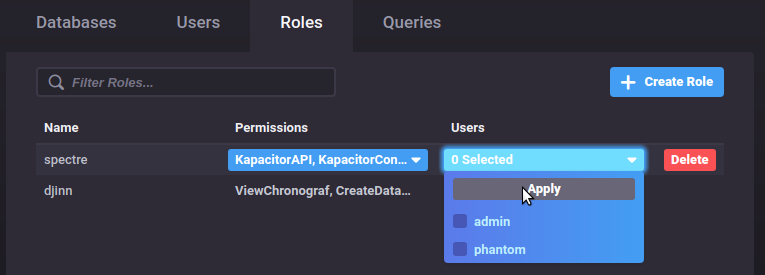 Databases Users Roles Queries
Filter Roles... Create Role
Name Permissions Users
spectre KapacitorAPI, KapacitorCon... 0 Selected Delete
djinn ViewChronograf, CreateData... Apply
admin
phantom